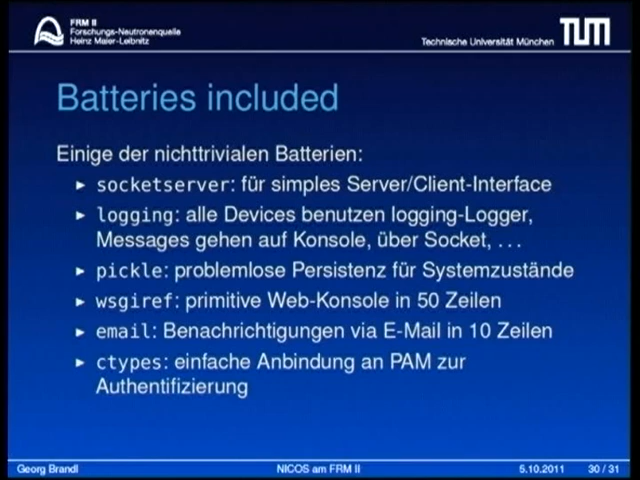 FRM II
Forschungs-Neutronenquelle
Heinz Maier-Leibnitz
Technische Universität München
TUM
Batteries included
Einige der nichttrivialen Batterien:
► socketserver: für simples Server/Client-Interface
► logging: alle Devices benutzen logging-Logger,
Messages gehen auf Konsole, über Socket, ...
► pickle: problemlose Persistenz für Systemzustände
► wsgiref: primitive Web-Konsole in 50 Zeilen
► email: Benachrichtigungen via E-Mail in 10 Zeilen
► ctypes: einfache Anbindung an PAM zur
Authentifizierung
Georg Brandl NICOS am FRM II 5.10.2011 30 / 31